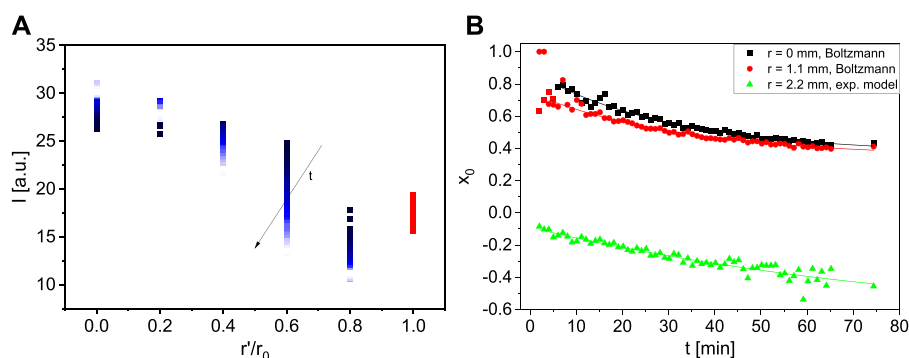 A
35
30
25
20
15
10
I [a.u.]
t
0.0 0.2 0.4 0.6 0.8 1.0
r'/r0
B
1.0
0.8
0.6
0.4
0.2
0.0
-0.2
-0.4
-0.6
x0
r = 0 mm, Boltzmann
r = 1.1 mm, Boltzmann
r = 2.2 mm, exp. model
0 10 20 30 40 50 60 70 80
t [min]